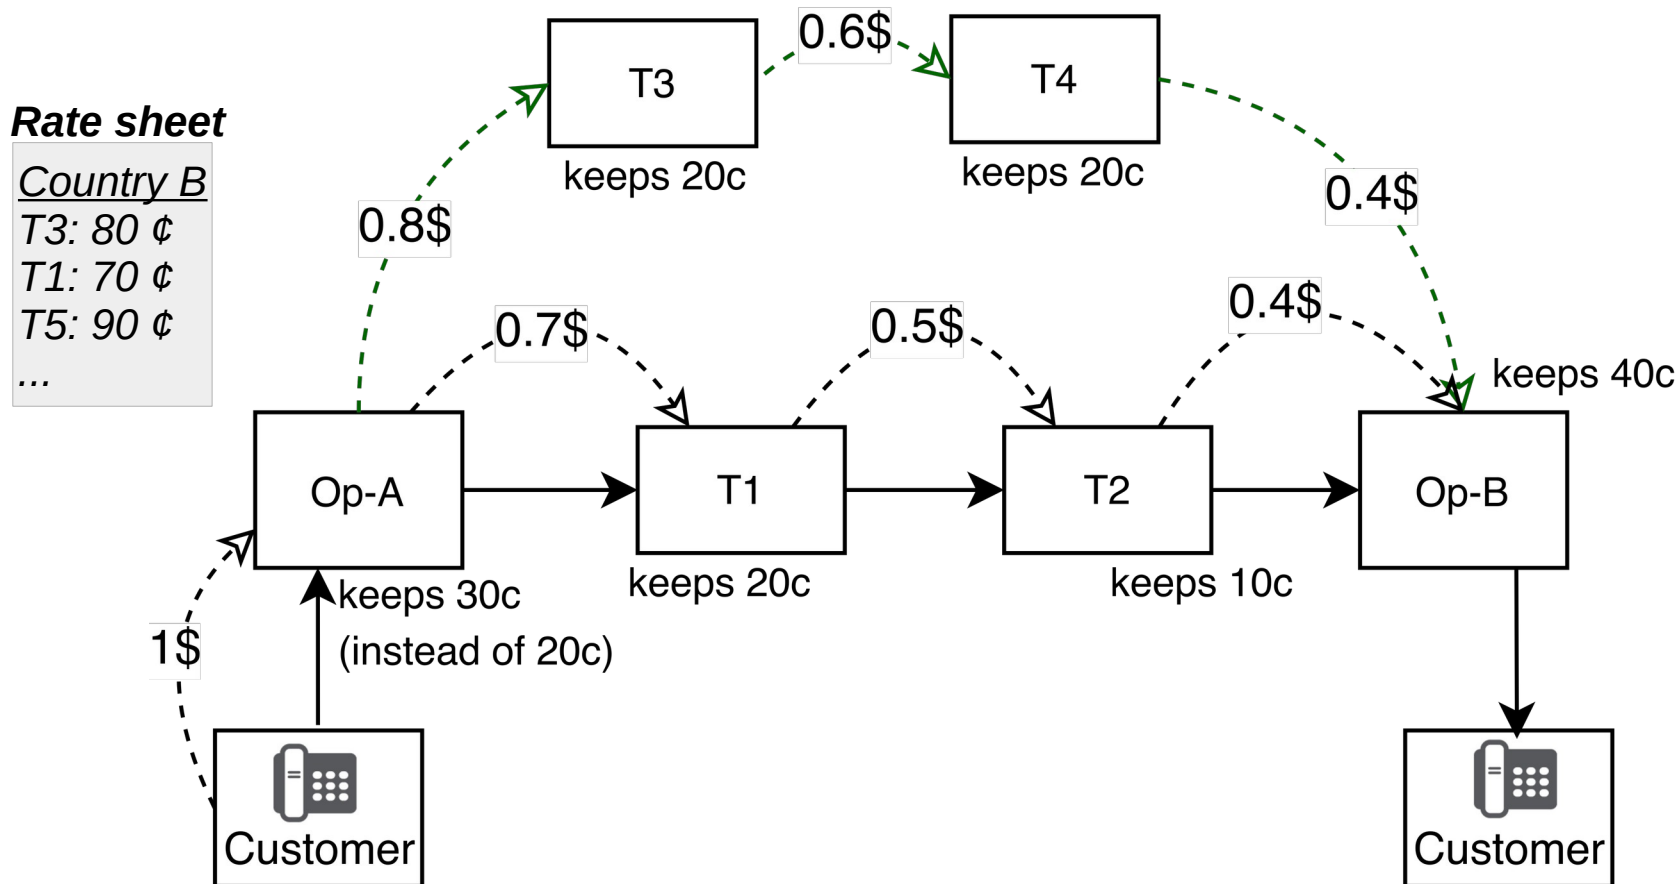 0.6$
T3
T4
Rate sheet
keeps 20c
keeps 20c
Country B
T3: 80 ¢
T1: 70 ¢
T5: 90 ¢
...
0.8$
0.4$
0.7$
0.5$
0.4$
keeps 40c
Op-A
T1
T2
Op-B
keeps 30c
(instead of 20c)
keeps 20c
keeps 10c
1$
Customer
Customer